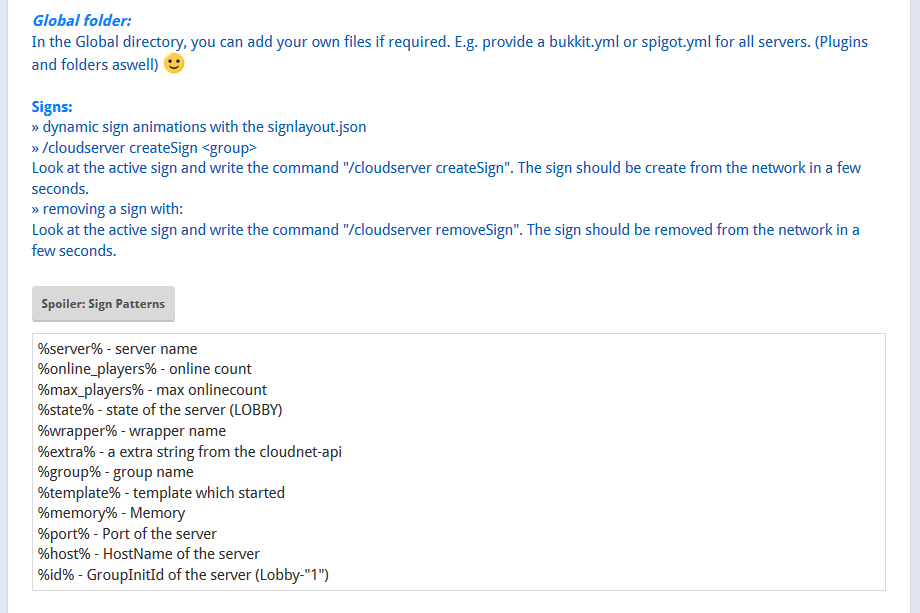 Global folder:
In the Global directory, you can add your own files if required. E.g. provide a bukkit.yml or spigot.yml for all servers. (Plugins
and folders aswell)
Signs:
» dynamic sign animations with the signlayout.json
» /cloudserver createSign <group>
Look at the active sign and write the command "/cloudserver createSign". The sign should be create from the network in a few
seconds.
» removing a sign with:
Look at the active sign and write the command "/cloudserver removeSign". The sign should be removed from the network in a
few seconds.
Spoiler: Sign Patterns
%server% - server name
%online_players% - online count
%max_players% - max onlinecount
%state% - state of the server (LOBBY)
%wrapper% - wrapper name
%extra% - a extra string from the cloudnet-api
%group% - group name
%template% - template which started
%memory% - Memory
%port% - Port of the server
%host% - HostName of the server
%id% - GroupInitId of the server (Lobby-"1")